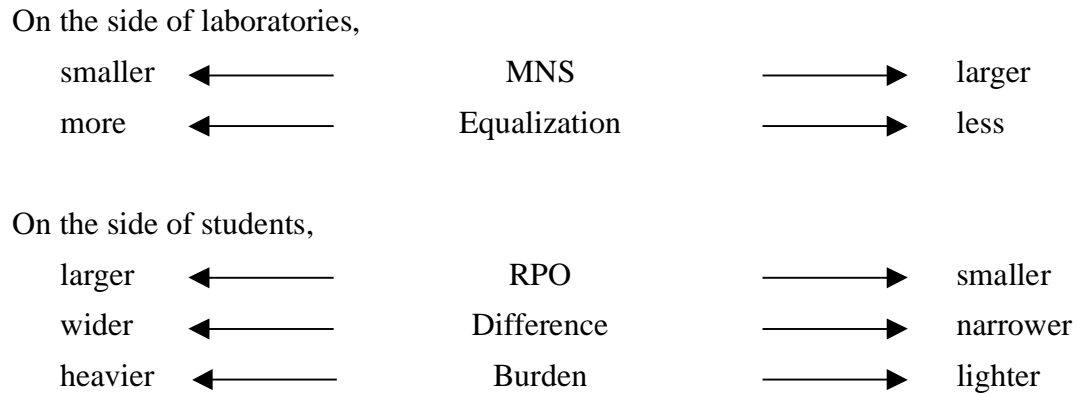 On the side of laboratories,
smaller MNS larger
more Equalization less
On the side of students,
larger RPO smaller
wider Difference narrower
heavier Burden lighter